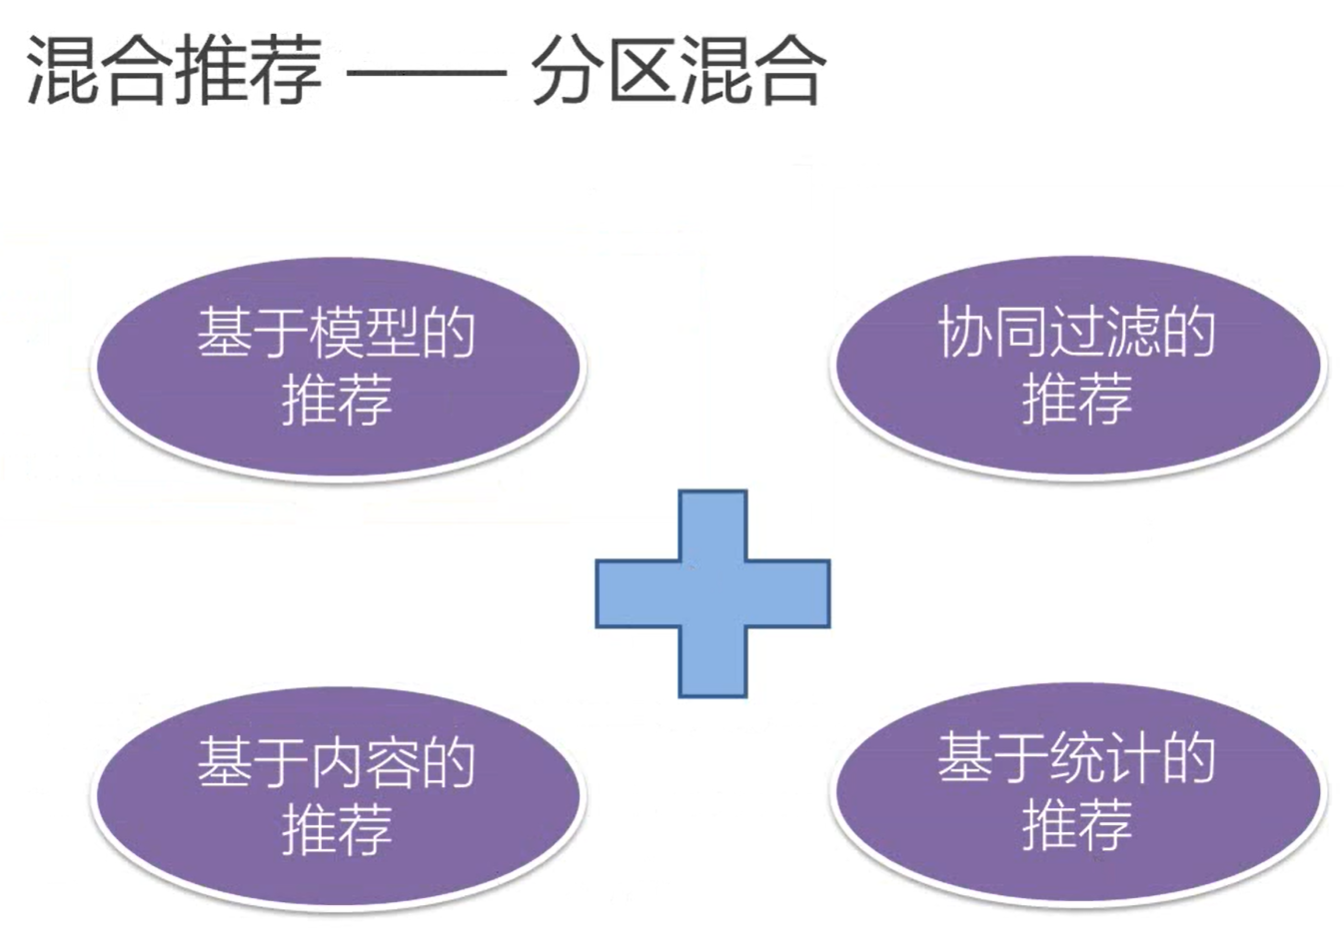 混合推荐 —— 分区混合
基于模型的
推荐
协同过滤的
推荐
基于内容的
推荐
基于统计的
推荐